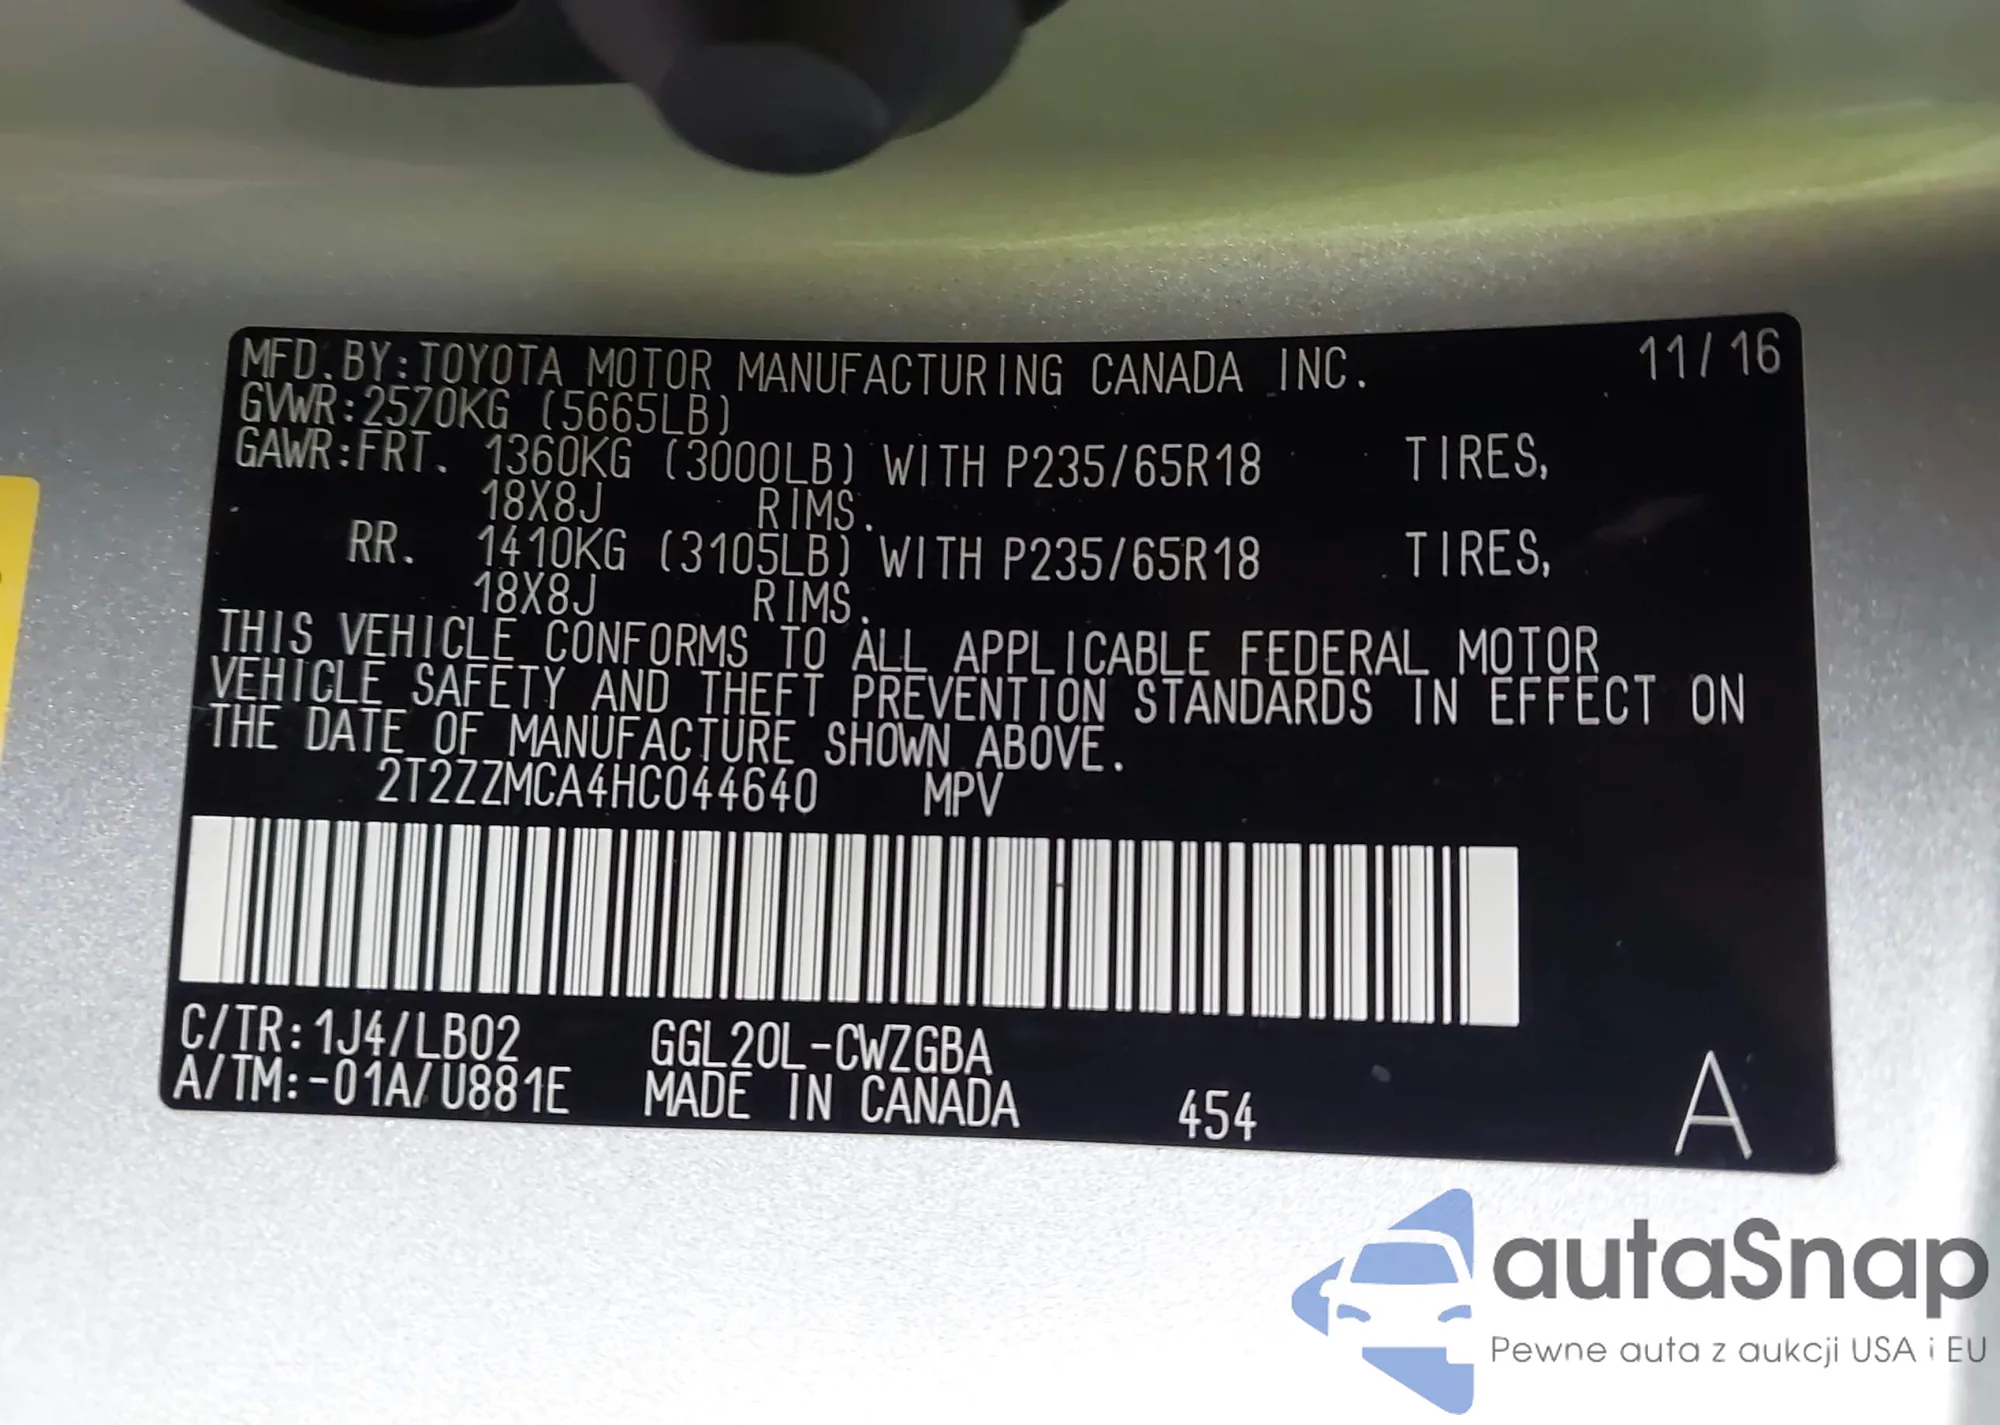 MFD. BY: TOYOTA MOTOR MANUFACTURING CANADA INC. 11/16
GVWR: 2570KG (5665LB)
GAWR: FRT. 1360KG (3000LB) WITH P235/65R18 TIRES,
18X8J RIMS.
RR. 1410KG (3105LB) WITH P235/65R18 TIRES,
18X8J RIMS.
THIS VEHICLE CONFORMS TO ALL APPLICABLE FEDERAL MOTOR
VEHICLE SAFETY AND THEFT PREVENTION STANDARDS IN EFFECT ON
THE DATE OF MANUFACTURE SHOWN ABOVE.
2T2ZZMCA4HC044640 MPV
C/TR: 1J4/LB02 GGL20L-CWZGBA
A/TM: -01A/U881E MADE IN CANADA 454 A
autaSnap
Pewne auta z aukcji USA i EU